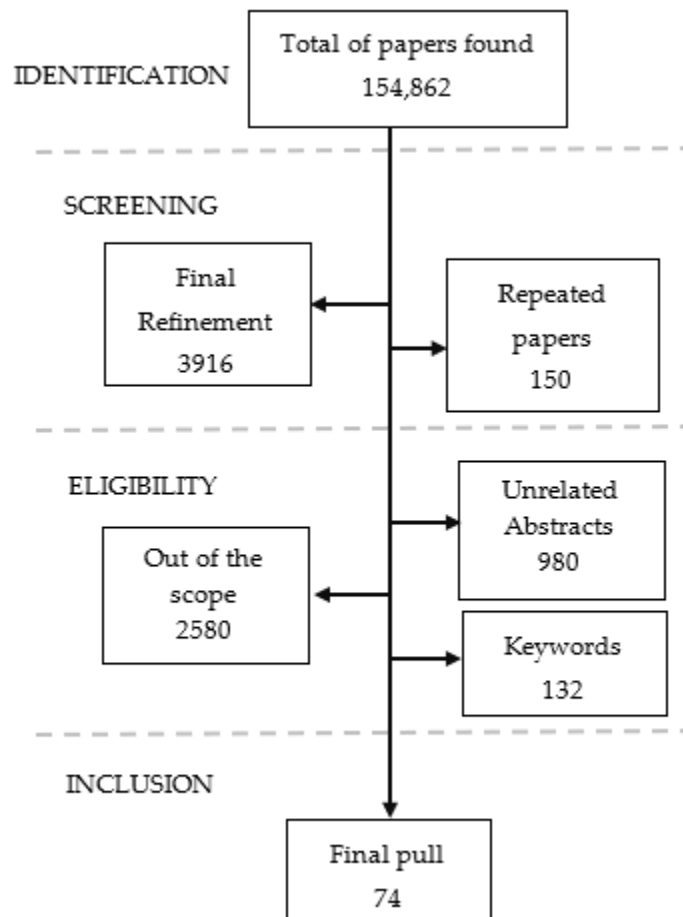 IDENTIFICATION
Total of papers found
154,862
SCREENING
Final
Refinement
3916
Repeated
papers
150
ELIGIBILITY
Unrelated
Abstracts
980
Out of the
scope
2580
Keywords
132
INCLUSION
Final pull
74